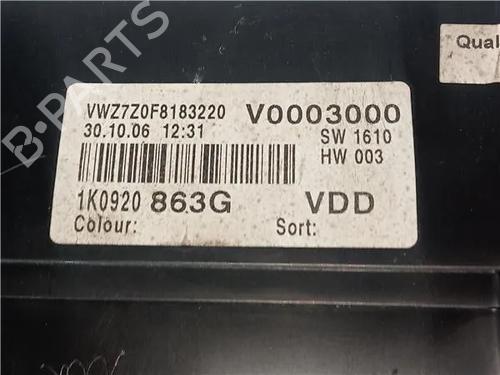 B-PARTS
Qual
VWZ7Z0F8183220 V0003000
30.10.06 12:31 SW 1610
HW 003
1K0920 863G VDD
Colour: Sort: